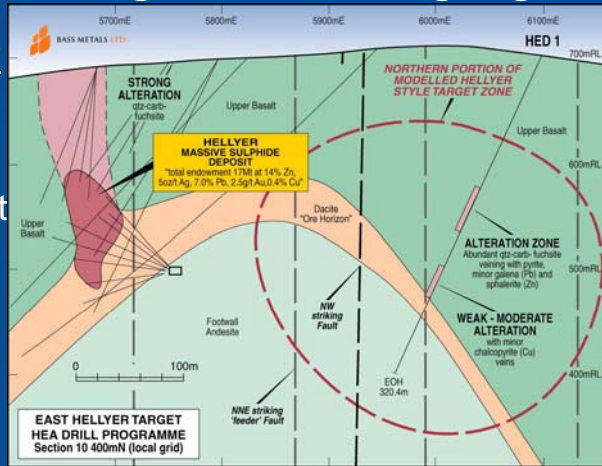 5700mE 5800mE 5900mE 6000mE 6100mE
BASS METALS LTD
HED 1
700mRL
STRONG
ALTERATION
qtz-carb-
fuchsite
Upper Basalt
NORTHERN PORTION OF
MODELLED HELLYER
STYLE TARGET ZONE
Upper Basalt
HELLYER
MASSIVE SULPHIDE
DEPOSIT
"total endowment 17Mt at 14% Zn,
5oz/t Ag, 7.0% Pb, 2.5g/t Au,0.4% Cu"
600mRL
Upper
Basalt
Dacite
"Ore Horizon"
ALTERATION ZONE
Abundant qtz-carb- fuchsite
veining with pyrite,
minor galena (Pb) and
sphalerite (Zn)
500mRL
NW
striking
Fault
WEAK - MODERATE
ALTERATION
with minor
chalcopyrite (Cu)
veins
Footwall
Andesite
0 100m
EOH
320.4m
400mRL
NNE striking
'feeder' Fault
EAST HELLYER TARGET
HEA DRILL PROGRAMME
Section 10 400mN (local grid)